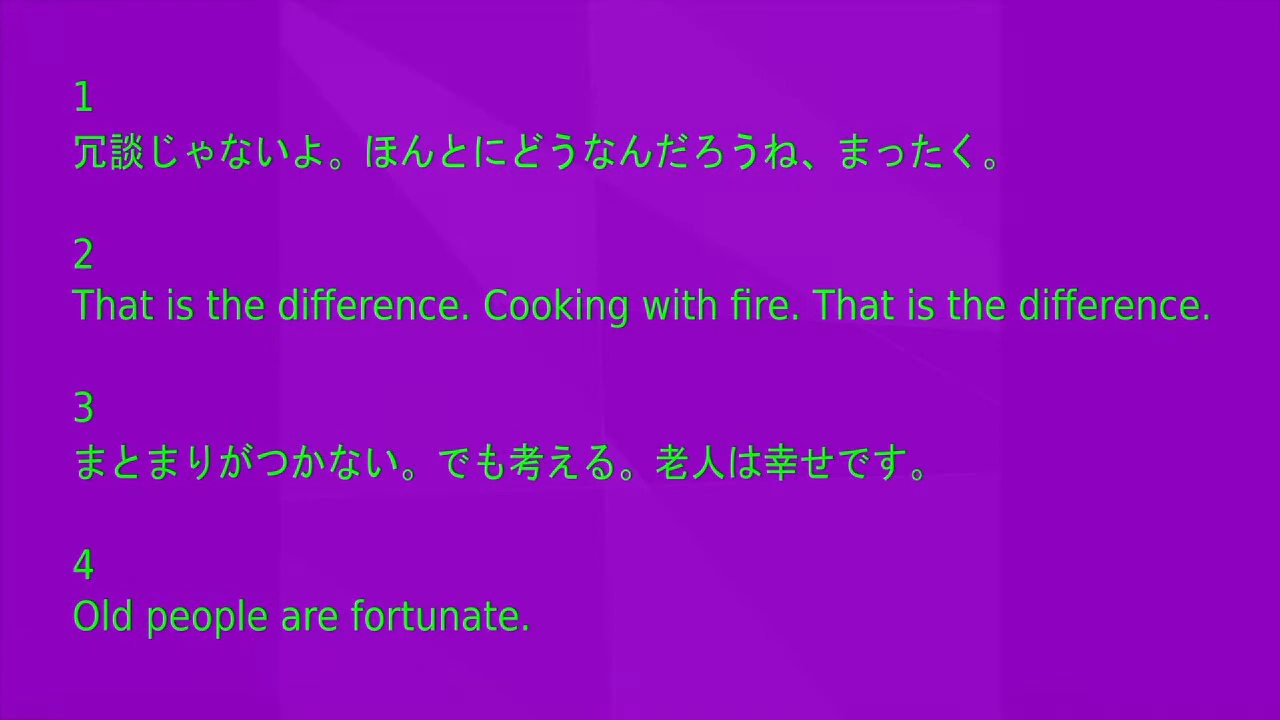 1
冗談じゃないよ。ほんとにどうなんだろうね、まったく。
2
That is the difference. Cooking with fire. That is the difference.
3
まとまりがつかない。でも考える。老人は幸せです。
4
Old people are fortunate.